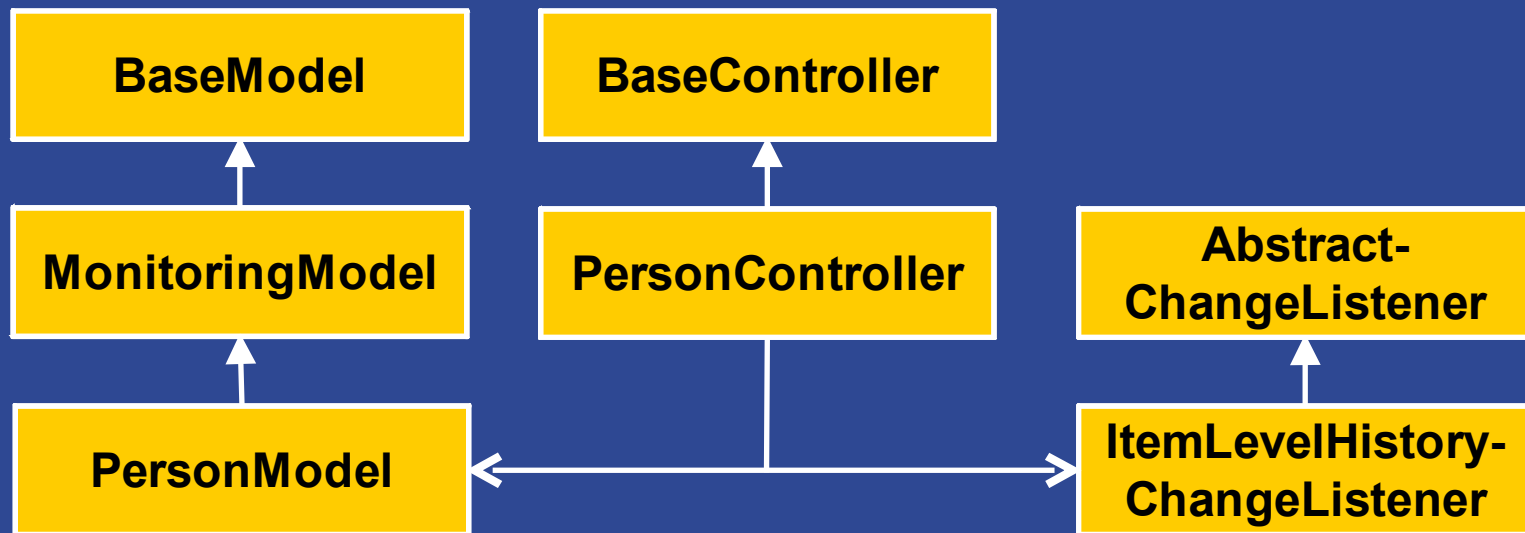 BaseModel
BaseController
MonitoringModel
PersonController
Abstract-
ChangeListener
PersonModel
ItemLevelHistory-
ChangeListener